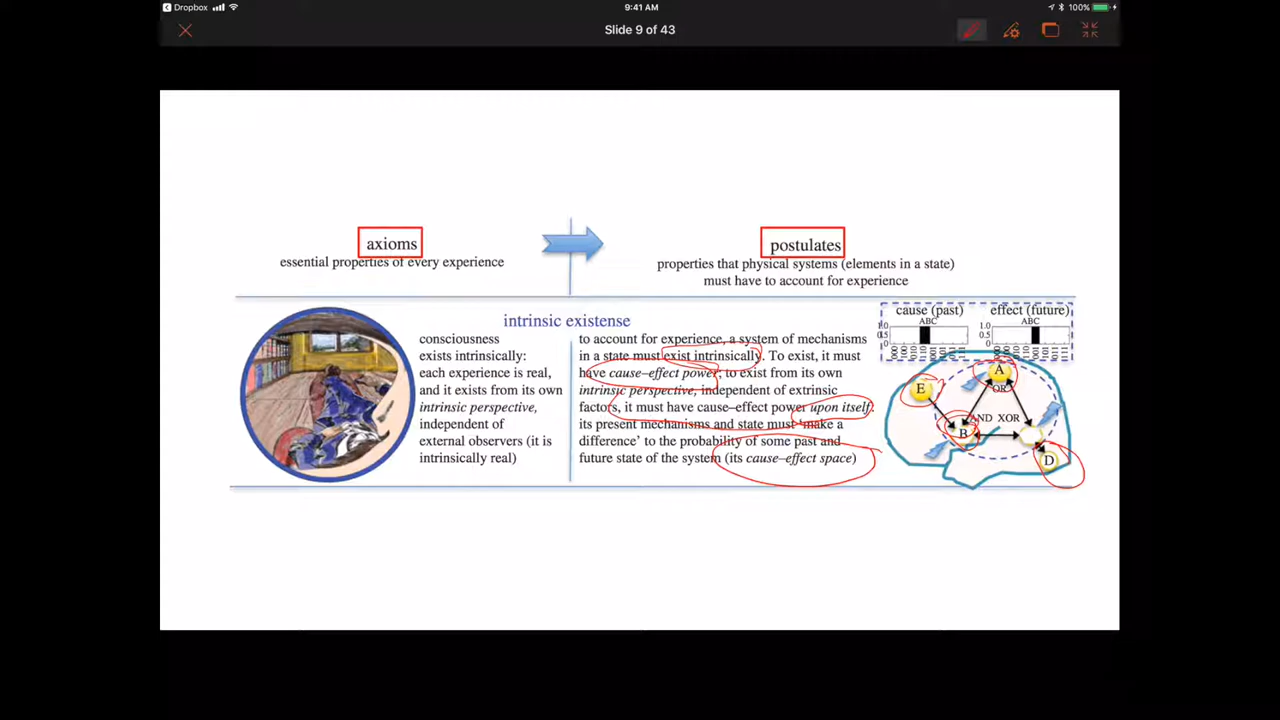 Dropbox
9:41 AM
100%
Slide 9 of 43
axioms
essential properties of every experience
postulates
properties that physical systems (elements in a state)
must have to account for experience
intrinsic existense
consciousness
exists intrinsically:
each experience is real,
and it exists from its own
intrinsic perspective,
independent of
external observers (it is
intrinsically real)
to account for experience, a system of mechanisms
in a state must exist intrinsically. To exist, it must
have cause–effect power; to exist from its own
intrinsic perspective, independent of extrinsic
factors, it must have cause–effect power upon itself:
its present mechanisms and state must 'make a
difference' to the probability of some past and
future state of the system (its cause–effect space)
cause (past)
ABC
1.0
0.5
0
effect (future)
ABC
1.0
0.5
A
OR
E
AND XOR
B
D